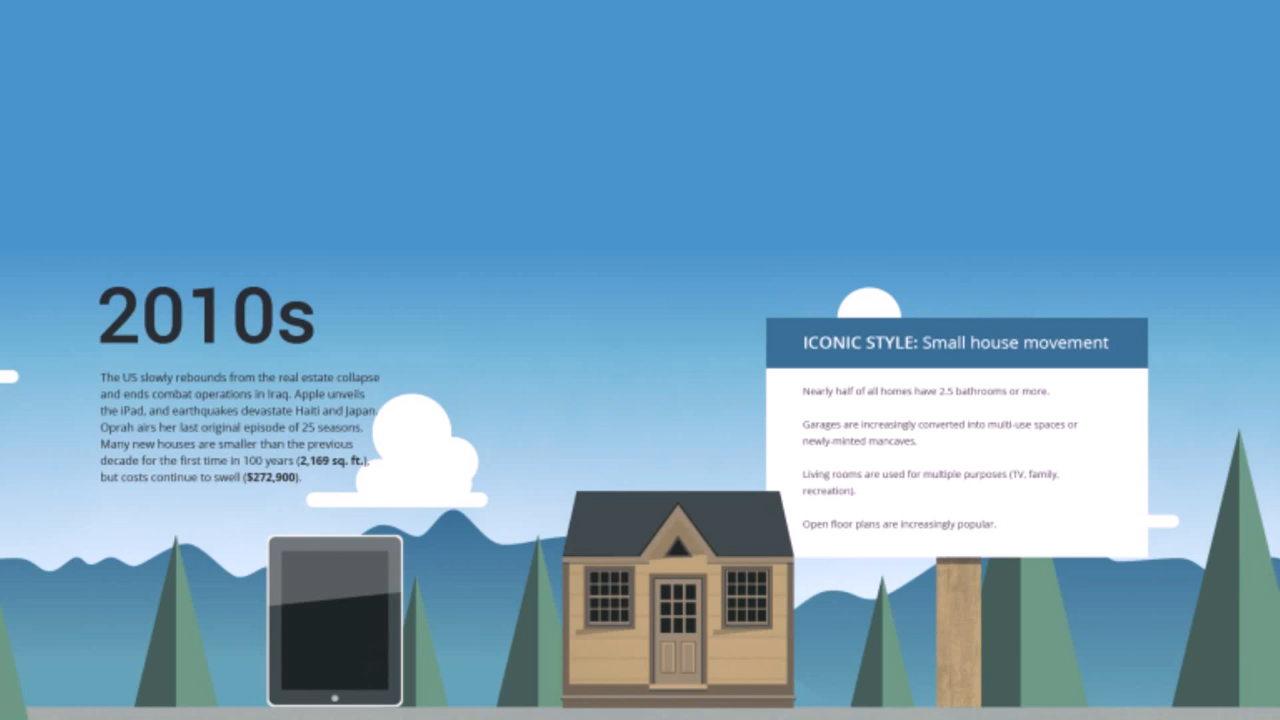 2010s
The US slowly rebounds from the real estate collapse
and ends combat operations in Iraq. Apple unveils
the iPad, and earthquakes devastate Haiti and Japan.
Oprah airs her last original episode of 25 seasons.
Many new houses are smaller than the previous
decade for the first time in 100 years (2,169 sq. ft.),
but costs continue to swell ($272,900).
ICONIC STYLE: Small house movement
Nearly half of all homes have 2.5 bathrooms or more.
Garages are increasingly converted into multi-use spaces or
newly-minted mancaves.
Living rooms are used for multiple purposes (TV, family,
recreation).
Open floor plans are increasingly popular.